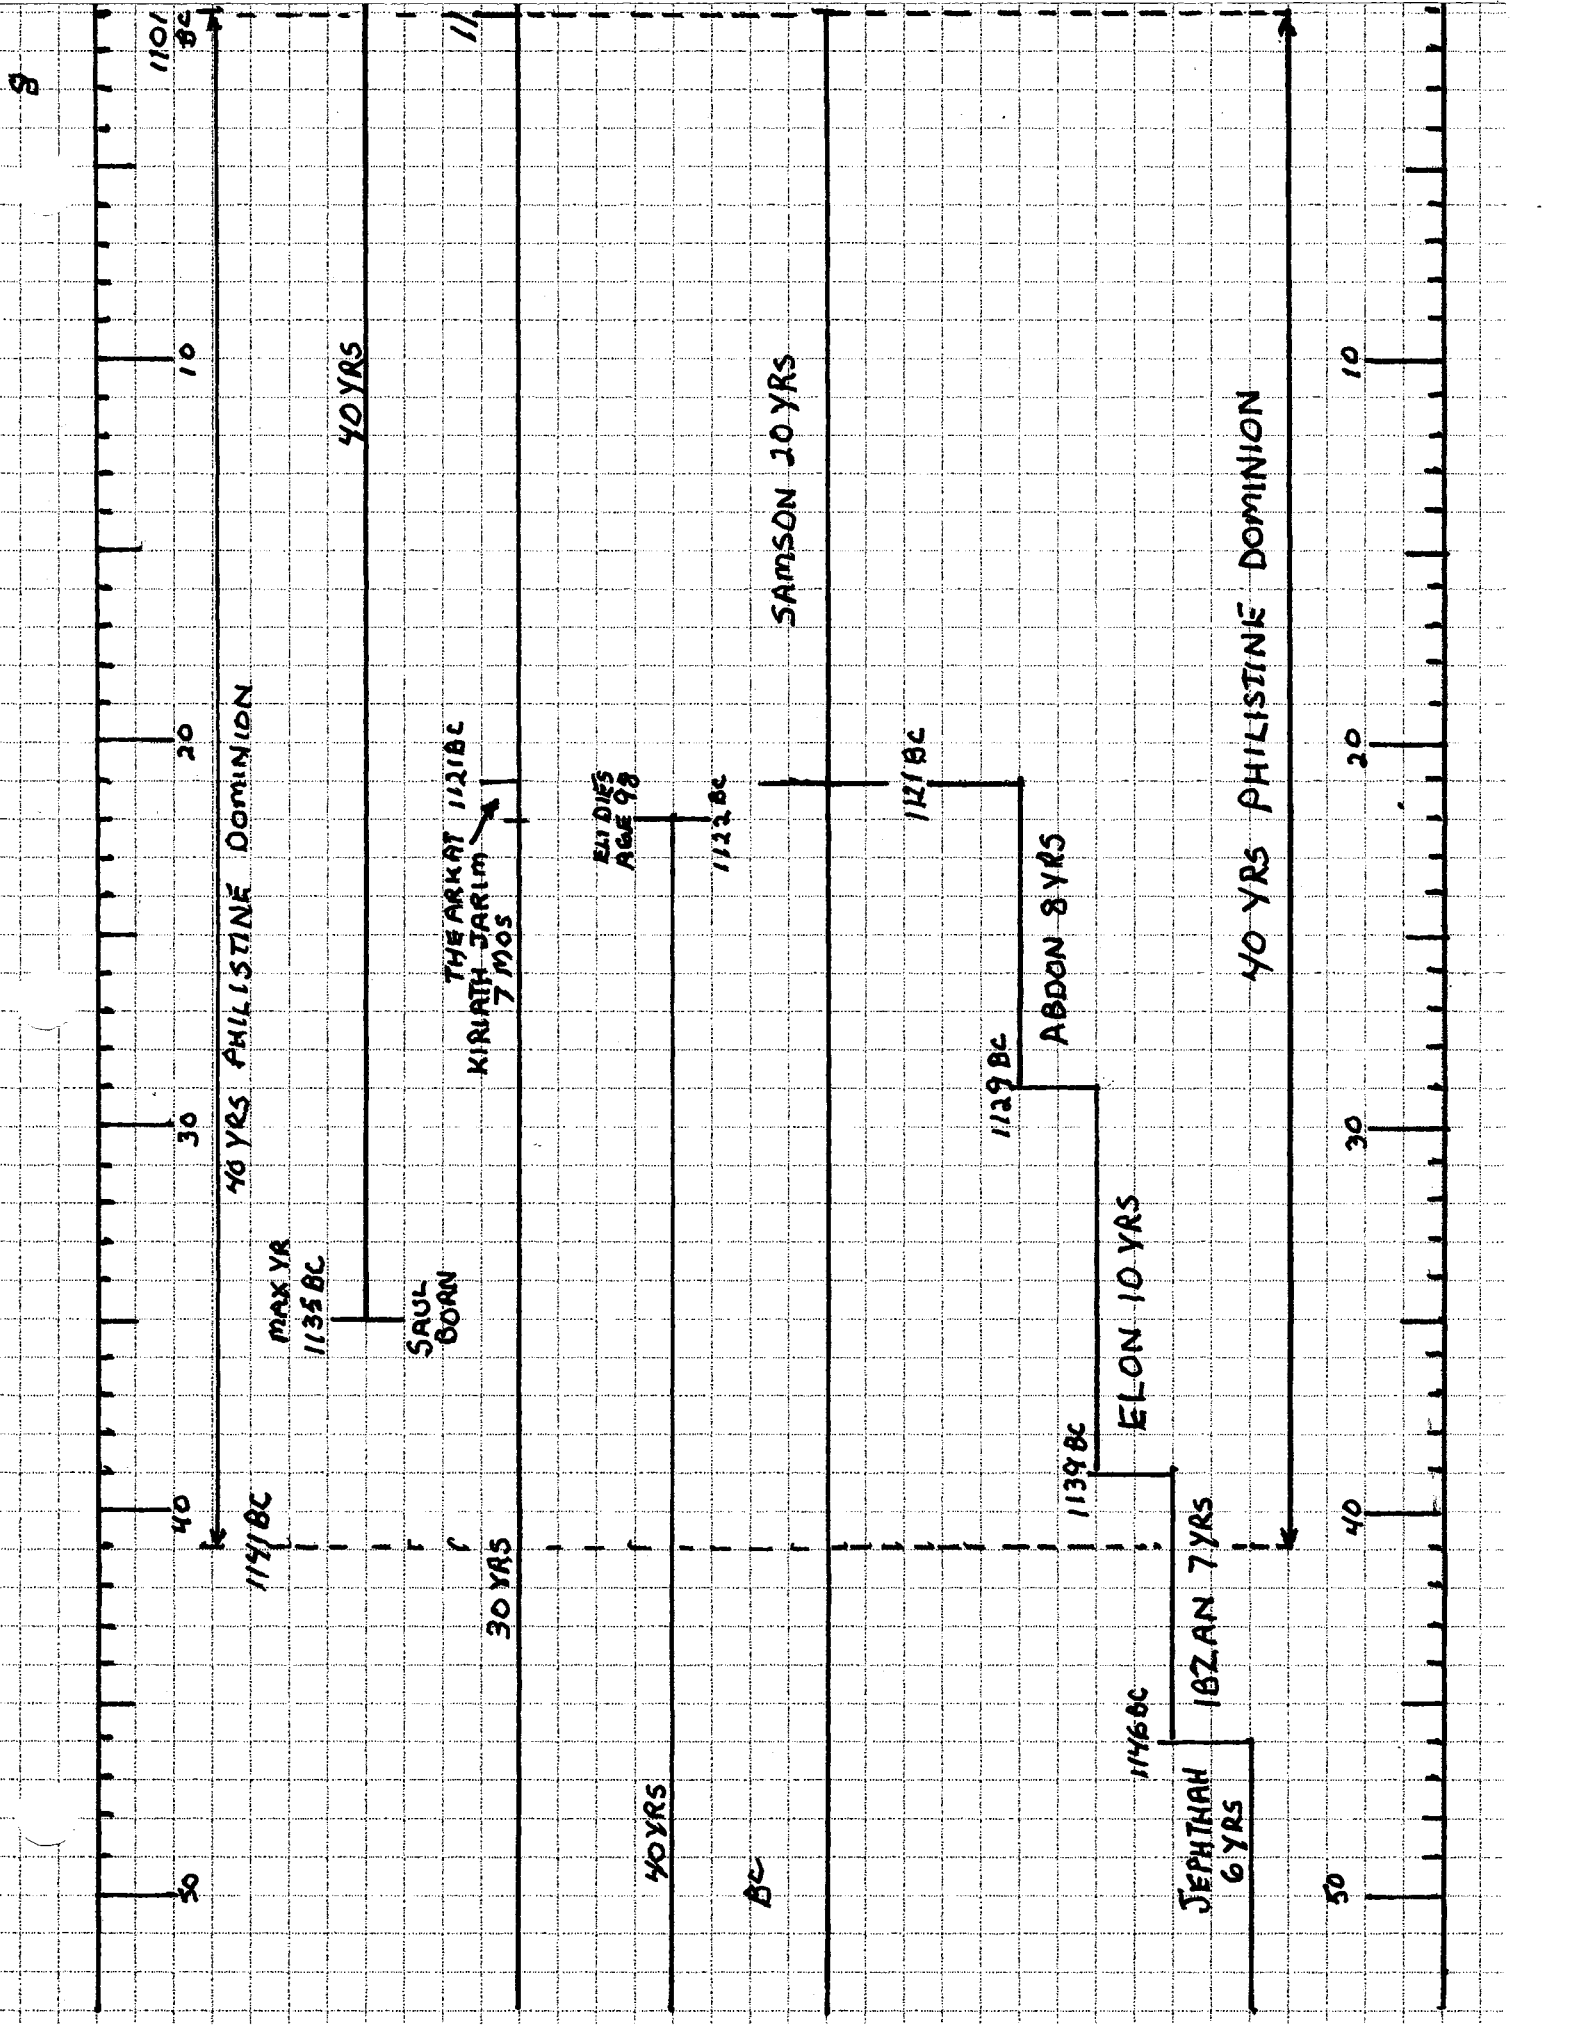 8
50
40
30
20
10
1101
BC
1141 BC
40 YRS PHILISTINE DOMINION
MAX YR
1135 BC
40 YRS
SAUL
BORN
THE ARK AT 1121 BC
KIRIATH JARIM
7 MOS
11
30 YRS
ELI DIES
AGE 98
40 YRS
1122 BC
BC
SAMSON 20 YRS
1121 BC
1129 BC
ABDON 8 YRS
1139 BC
ELON 10 YRS
1146 BC
IBZAN 7 YRS
JEPHTHAH
6 YRS
40 YRS PHILISTINE DOMINION
50
40
30
20
10